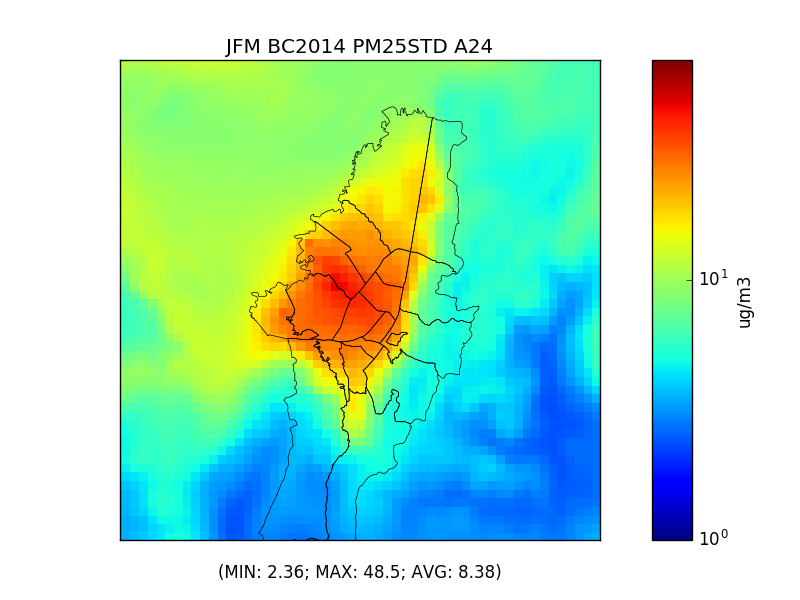 JFM BC2014 PM25STD A24
10^1
ug/m3
10^0
(MIN: 2.36; MAX: 48.5; AVG: 8.38)